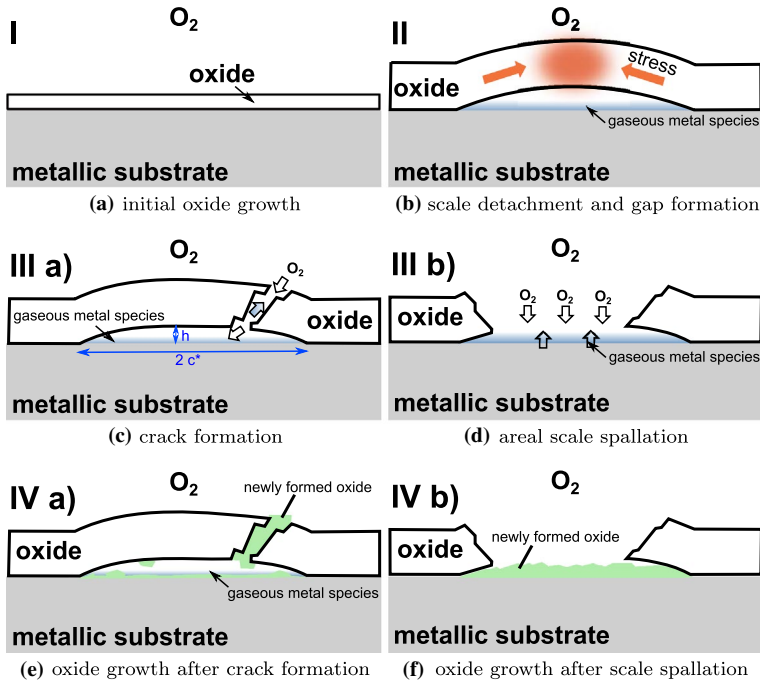 I
O2
oxide
metallic substrate
(a) initial oxide growth
II
O2
stress
oxide
gaseous metal species
metallic substrate
(b) scale detachment and gap formation
III a)
O2
O2
gaseous metal species
h
oxide
2 c*
metallic substrate
(c) crack formation
III b)
O2
O2 O2 O2
oxide
gaseous metal species
metallic substrate
(d) areal scale spallation
IV a)
O2
newly formed oxide
oxide
gaseous metal species
metallic substrate
(e) oxide growth after crack formation
IV b)
O2
newly formed oxide
oxide
metallic substrate
(f) oxide growth after scale spallation